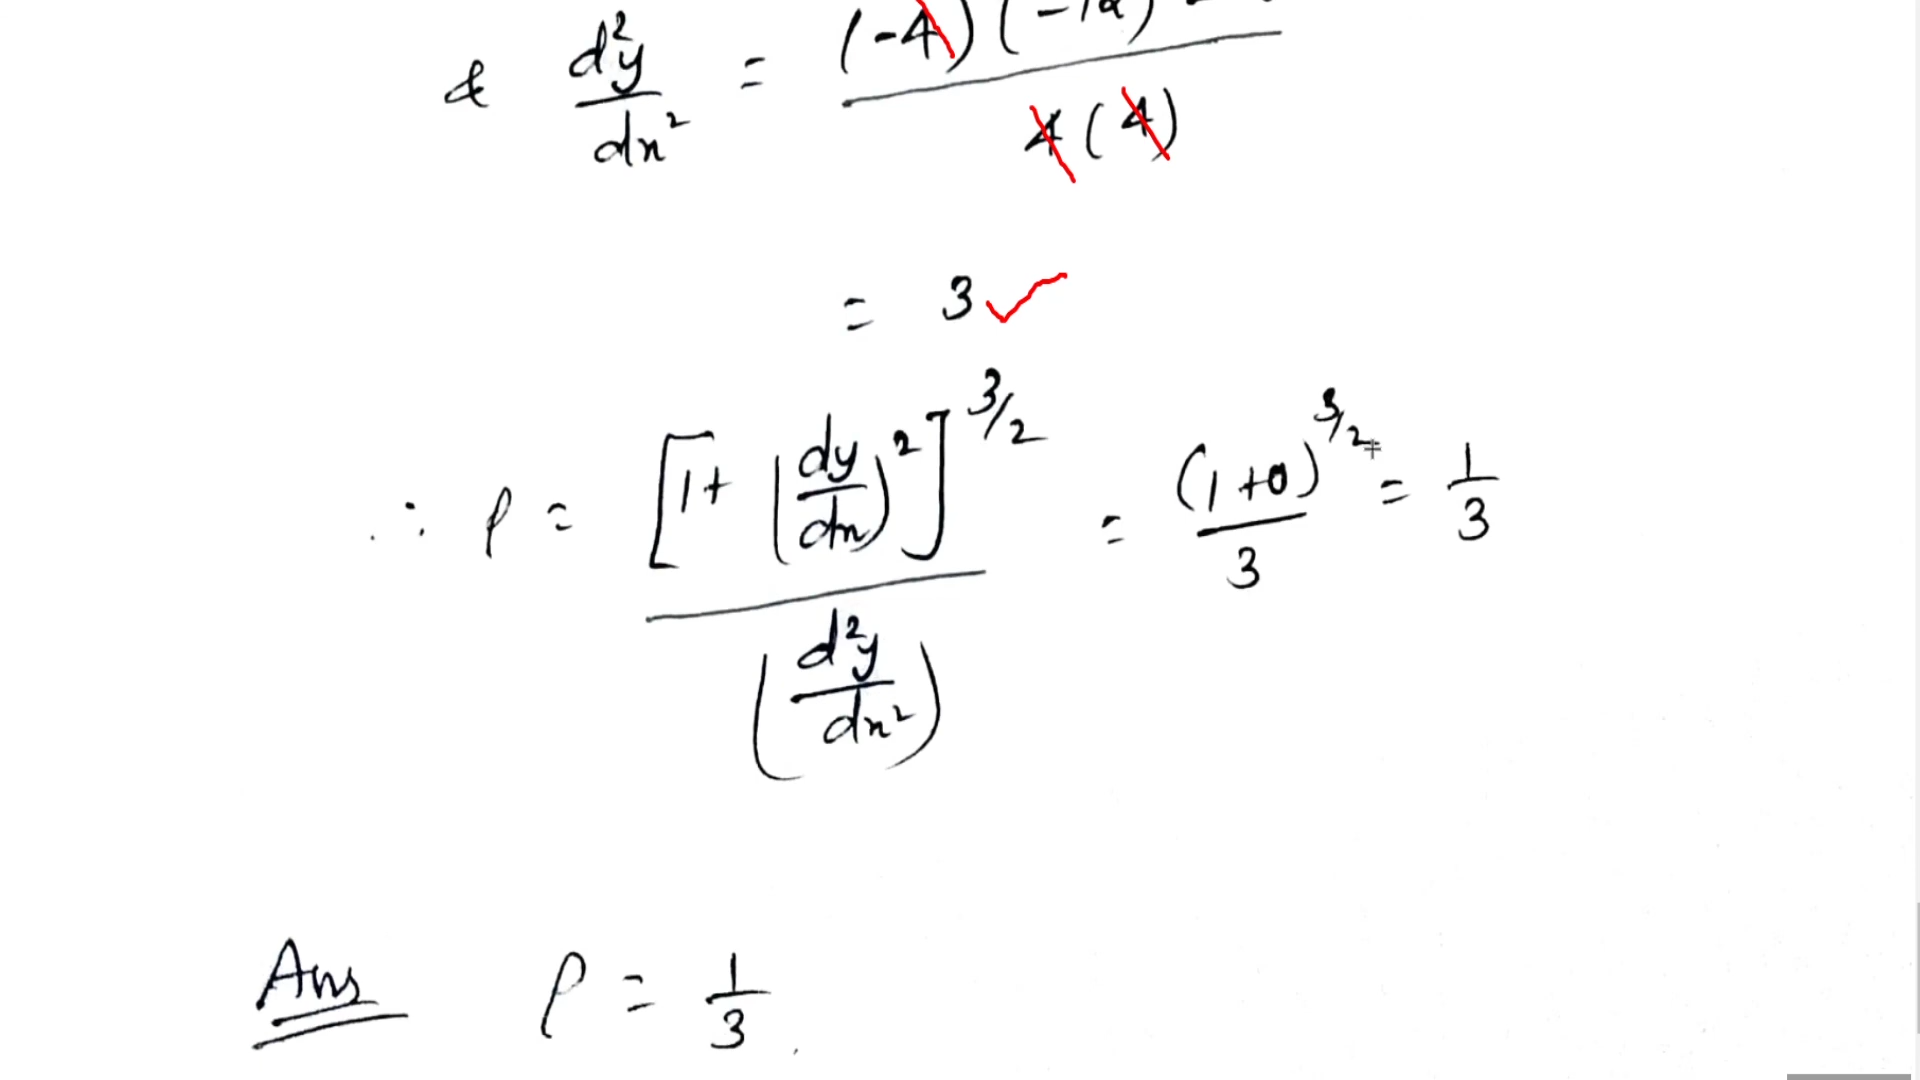 & d²y/dx² = (-4)(-12) / 4(4)
= 3 ✓
∴ ρ = [1 + (dy/dx)²]^3/2 / (d²y/dx²) = (1+0)^3/2 / 3 = 1/3
Ans ρ = 1/3